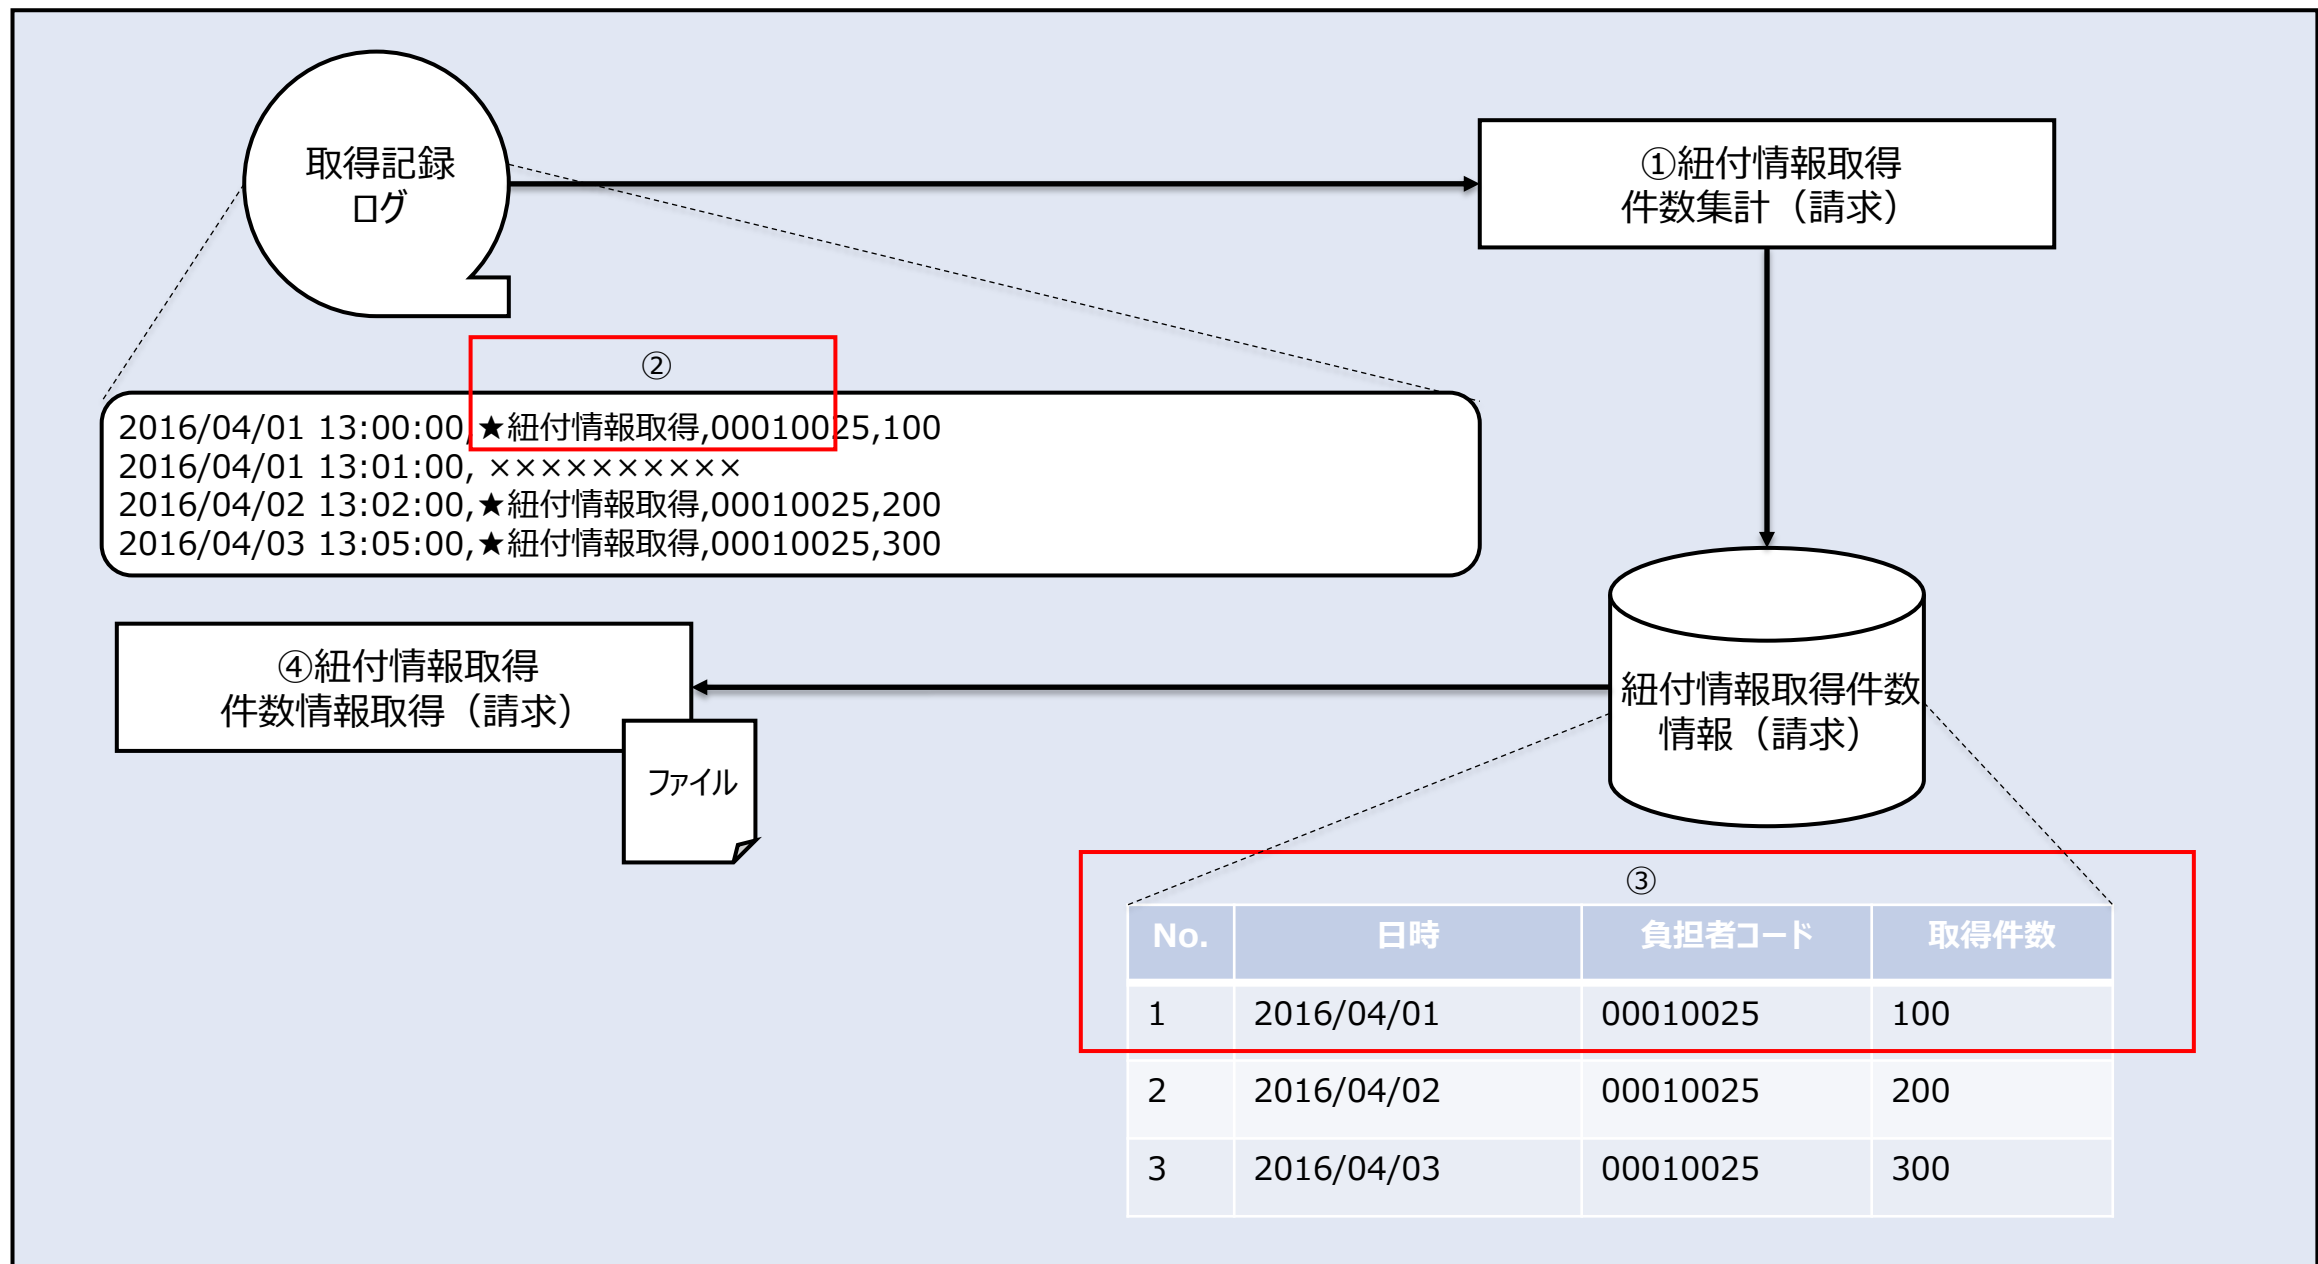 取得記録
ログ
①紐付情報取得
件数集計（請求）
②
2016/04/01 13:00:00,★紐付情報取得,00010025,100
2016/04/01 13:01:00, ××××××××××
2016/04/02 13:02:00,★紐付情報取得,00010025,200
2016/04/03 13:05:00,★紐付情報取得,00010025,300
④紐付情報取得
件数情報取得（請求）
ファイル
紐付情報取得件数
情報（請求）
③
No. 日時 負担者コード 取得件数
1 2016/04/01 00010025 100
2 2016/04/02 00010025 200
3 2016/04/03 00010025 300